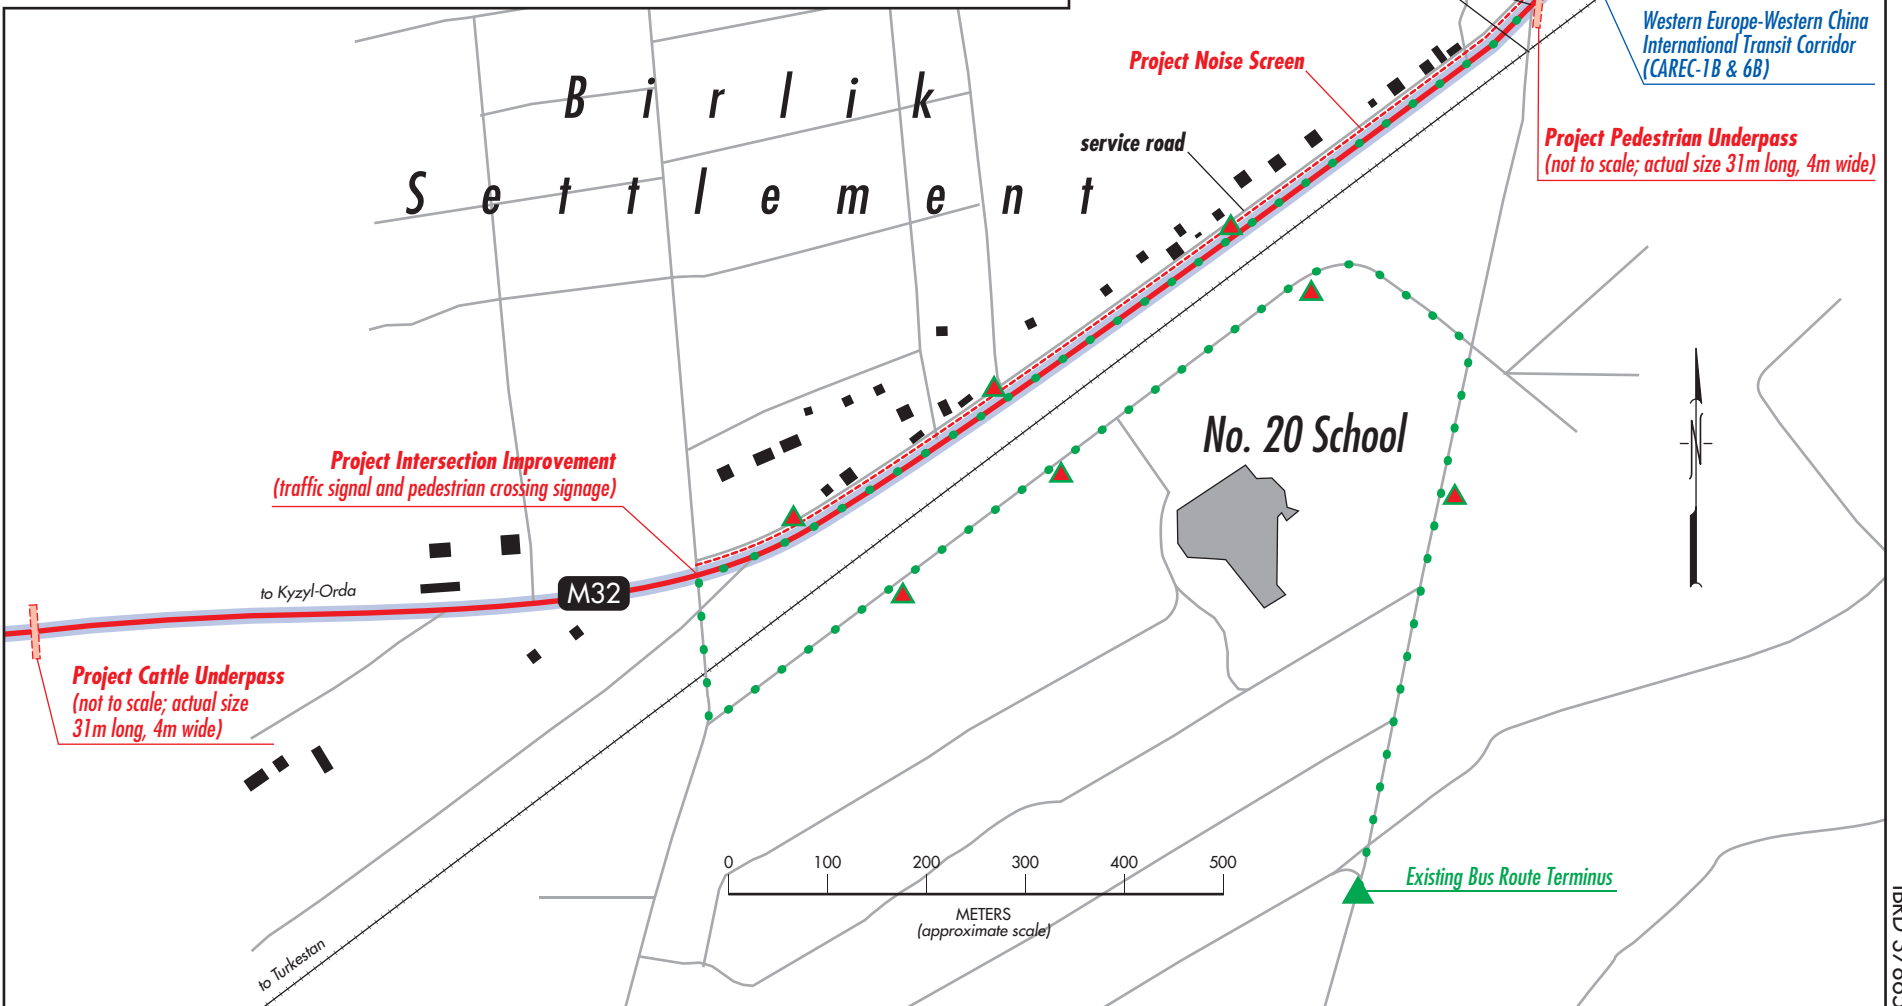 Western Europe-Western China
International Transit Corridor
(CAREC-1B & 6B)
Project Noise Screen
Birlik
service road
Project Pedestrian Underpass
(not to scale; actual size 31m long, 4m wide)
Settlement
No. 20 School
N
Project Intersection Improvement
(traffic signal and pedestrian crossing signage)
to Kyzyl-Orda
M32
Project Cattle Underpass
(not to scale; actual size
31m long, 4m wide)
0 100 200 300 400 500
METERS
(approximate scale)
Existing Bus Route Terminus
to Turkestan
IBRD